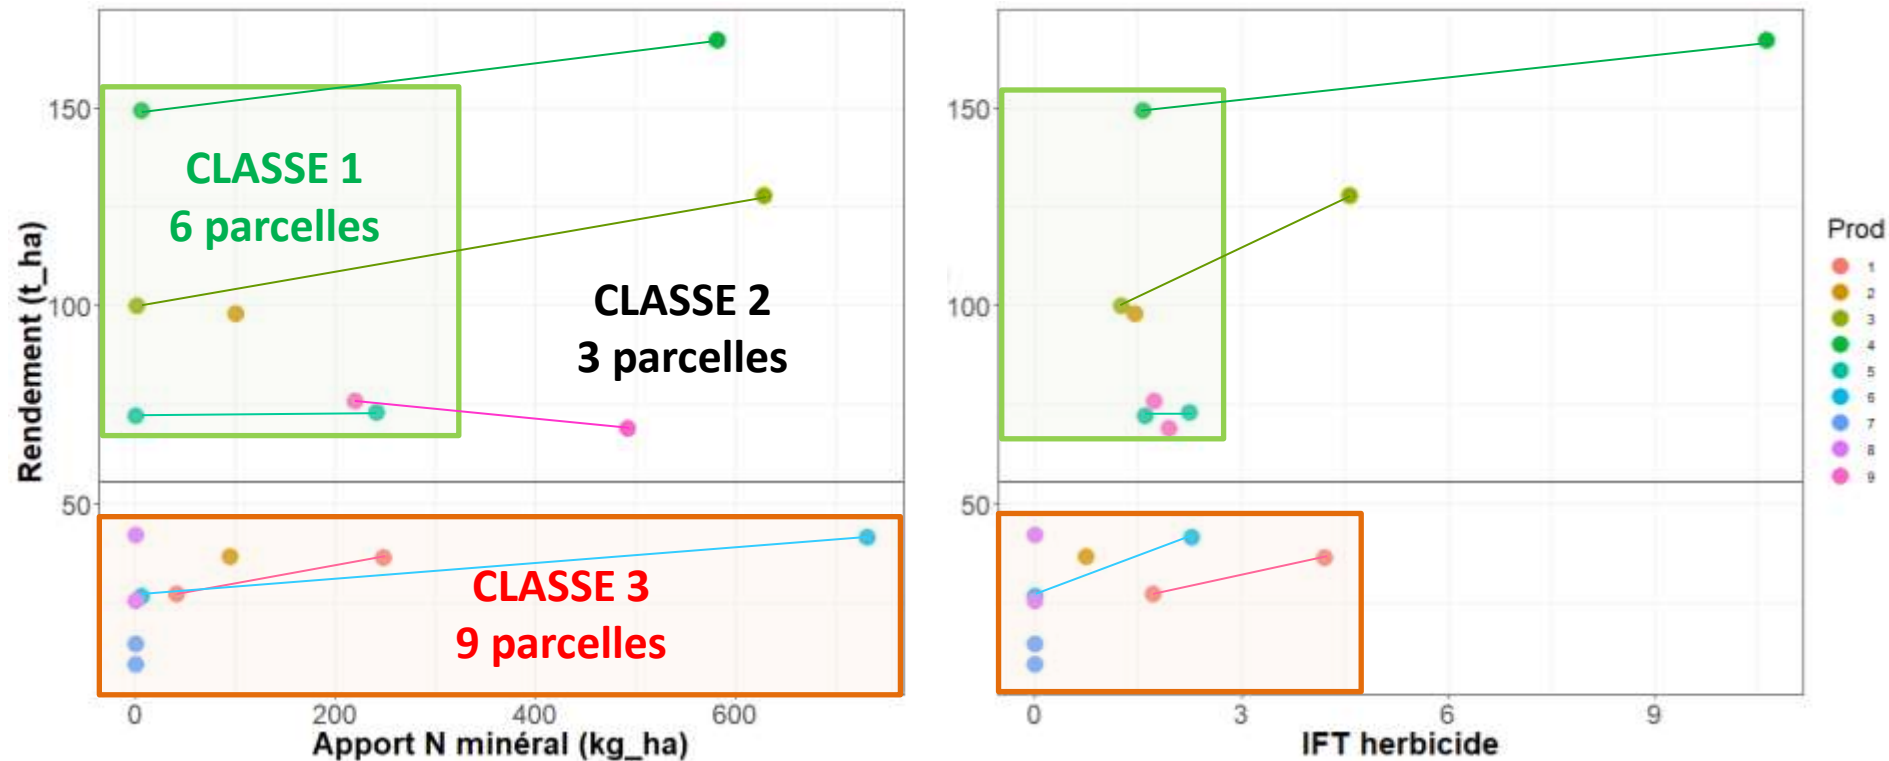 Rendement (t_ha)
150
100
50
CLASSE 1
6 parcelles
CLASSE 2
3 parcelles
CLASSE 3
9 parcelles
0
200
400
600
Apport N minéral (kg_ha)
150
100
50
0
3
6
9
IFT herbicide
Prod
1
2
3
4
5
6
7
8
9